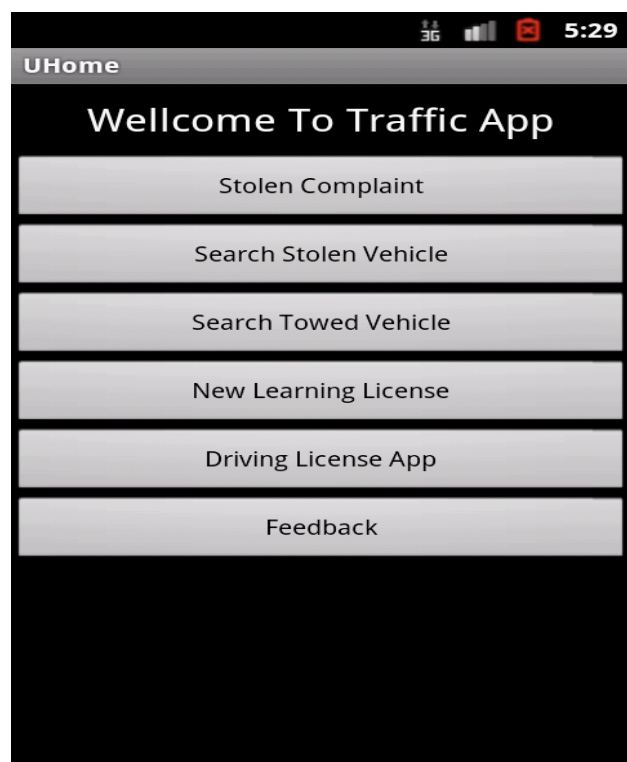 3G 5:29
UHome
Wellcome To Traffic App
Stolen Complaint
Search Stolen Vehicle
Search Towed Vehicle
New Learning License
Driving License App
Feedback